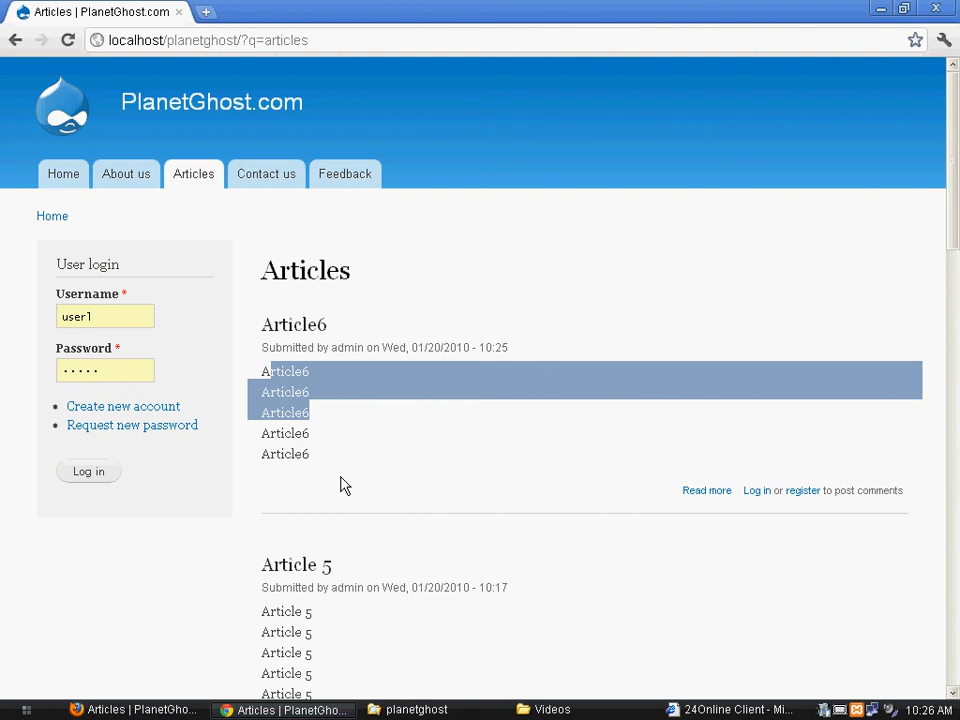 Articles | PlanetGhost.com
localhost/planetghost/?q=articles
PlanetGhost.com
Home
About us
Articles
Contact us
Feedback
Home
User login
Username *
user1
Password *
Create new account
Request new password
Log in
Articles
Article6
Submitted by admin on Wed, 01/20/2010 - 10:25
Article6
Article6
Article6
Article6
Article6
Read more Log in or register to post comments
Article 5
Submitted by admin on Wed, 01/20/2010 - 10:17
Article 5
Article 5
Article 5
Article 5
Article 5
Articles | PlanetGho...
Articles | PlanetGho...
planetghost
Videos
24Online Client - Mi...
10:26 AM